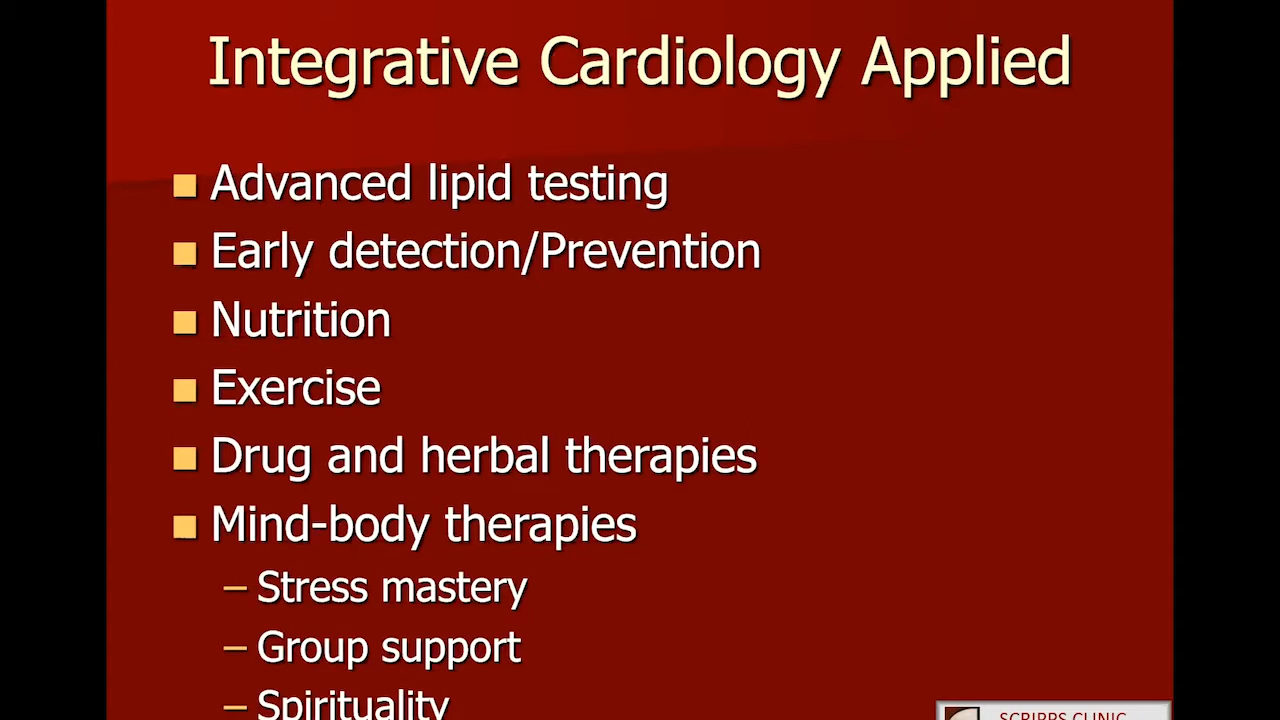 Integrative Cardiology Applied
Advanced lipid testing
Early detection/Prevention
Nutrition
Exercise
Drug and herbal therapies
Mind-body therapies
– Stress mastery
– Group support
– Spirituality
SCRIPPS CLINIC